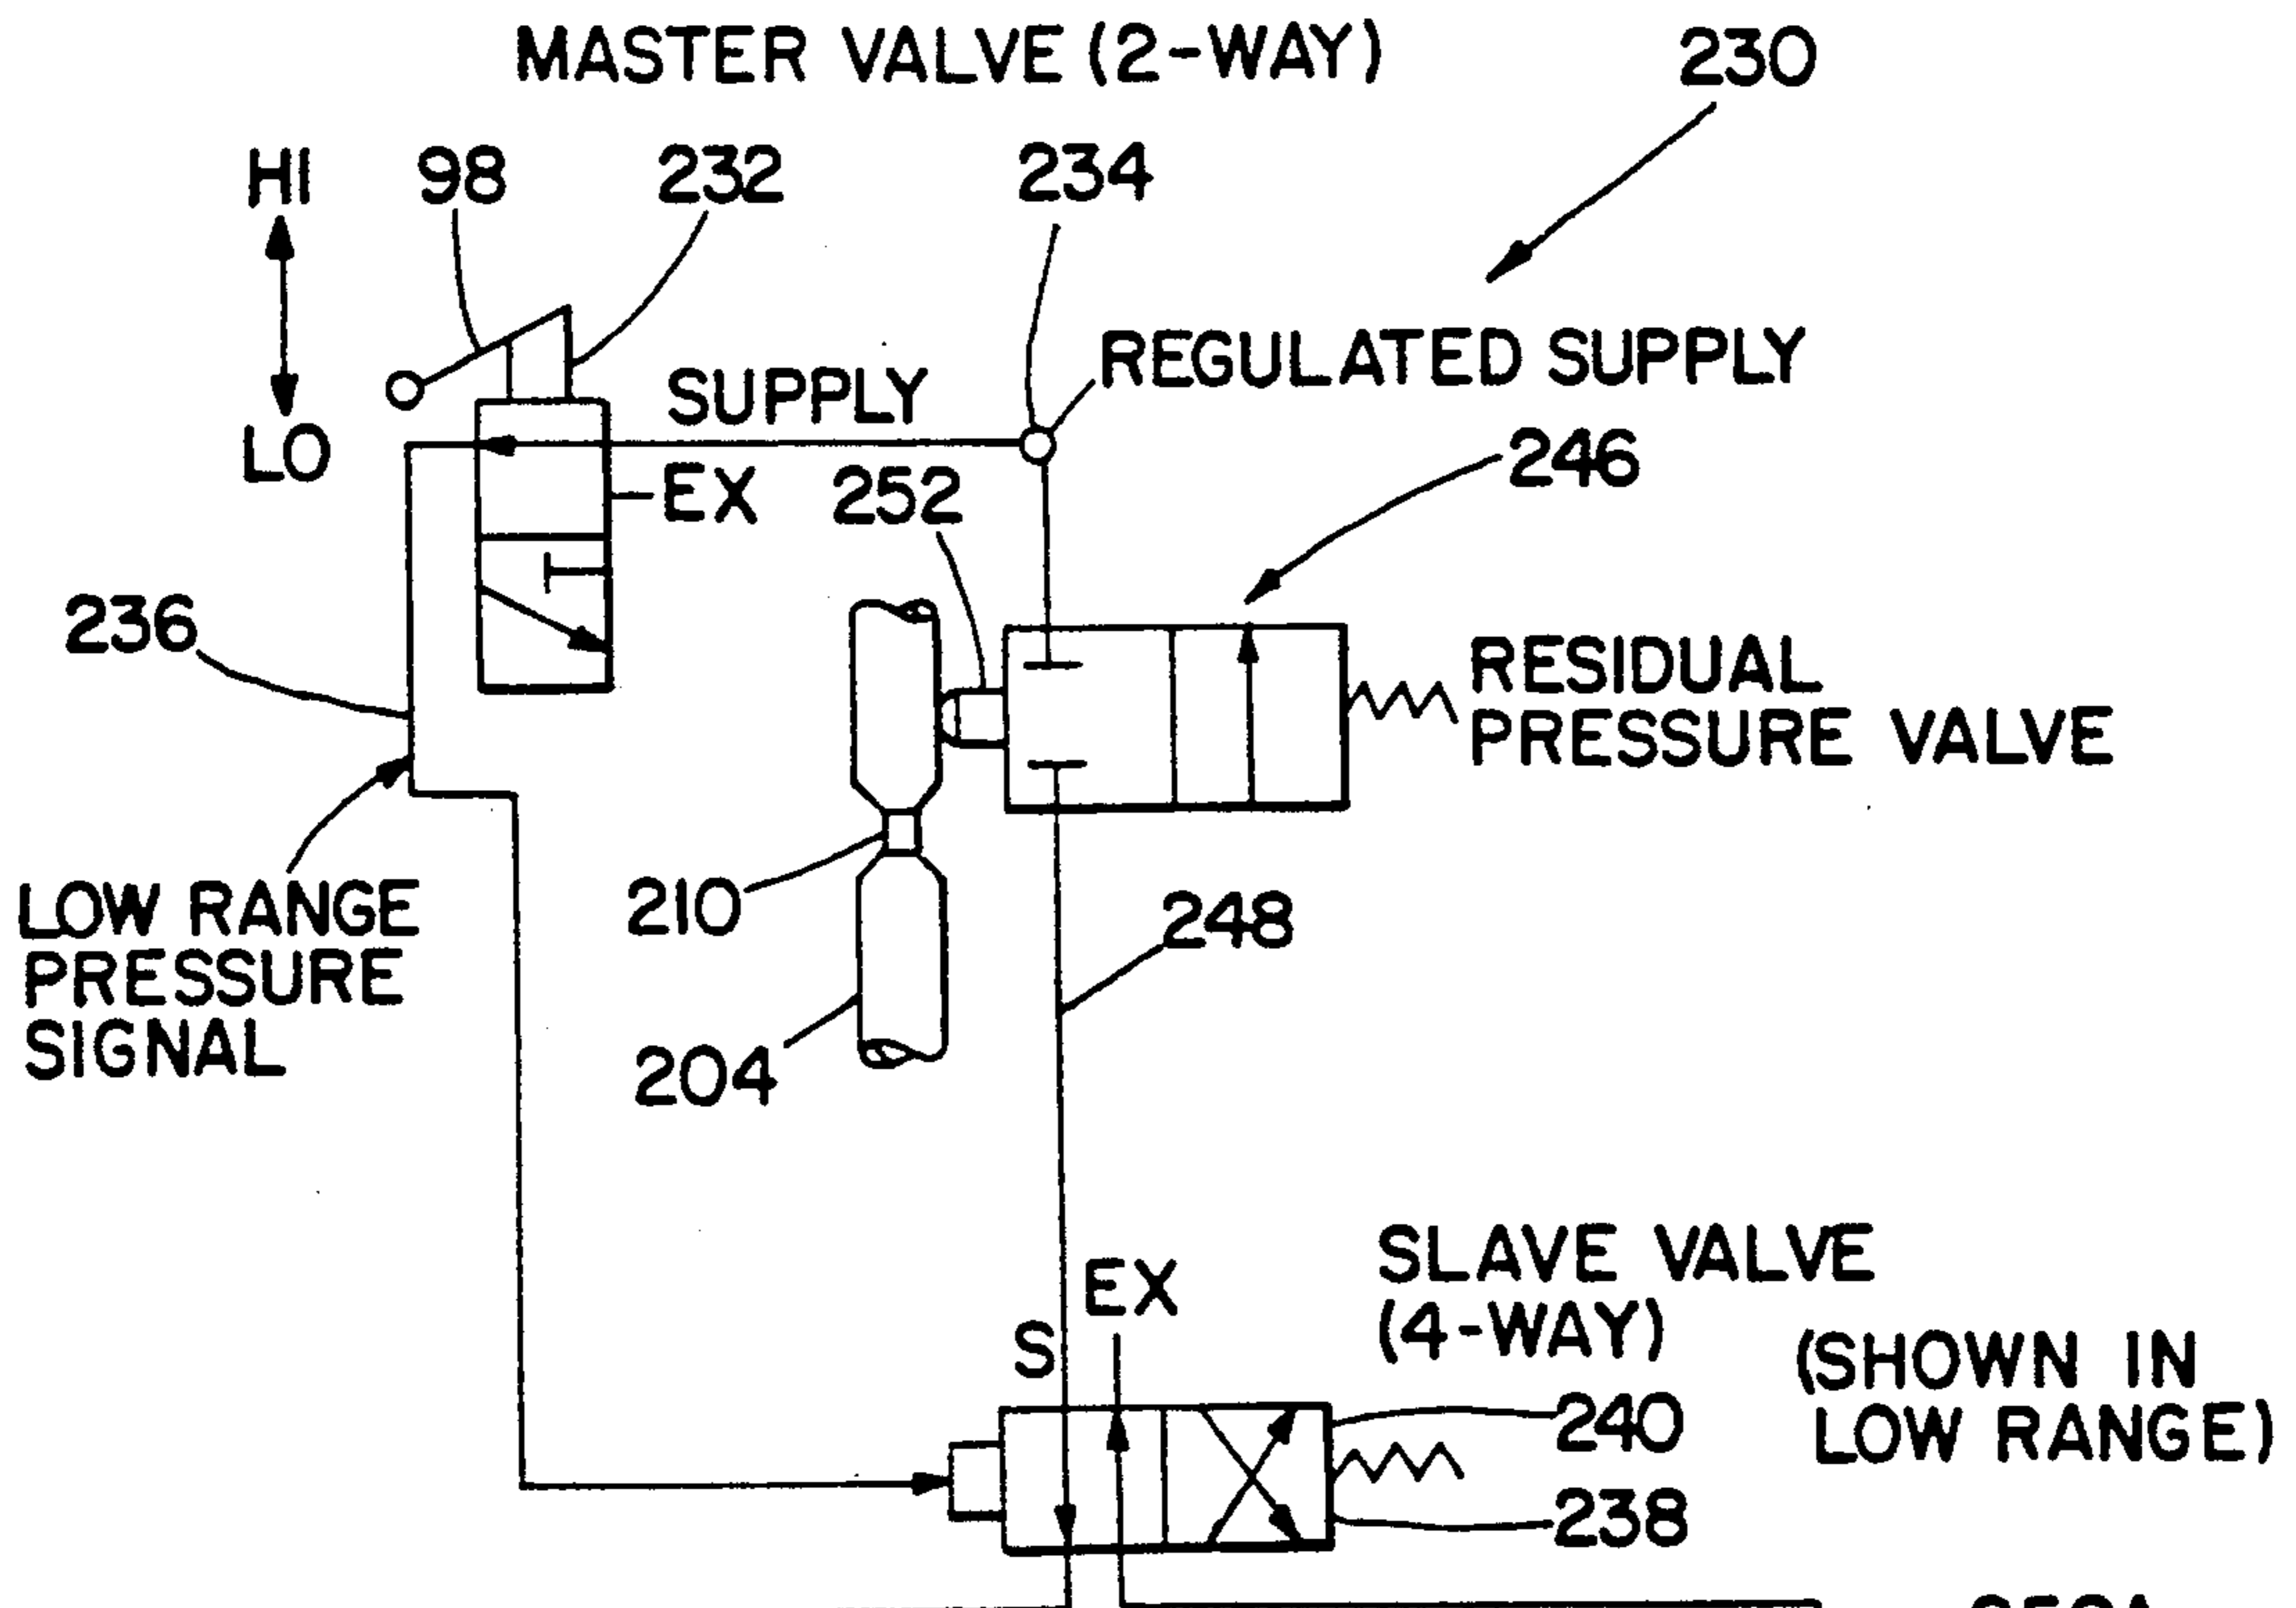 MASTER VALVE (2-WAY)
230
HI
98
232
234
REGULATED SUPPLY
SUPPLY
LO
EX
252
246
236
RESIDUAL
PRESSURE VALVE
210
LOW RANGE
PRESSURE
SIGNAL
248
204
EX
S
SLAVE VALVE
(4-WAY)
(SHOWN IN
LOW RANGE)
240
238